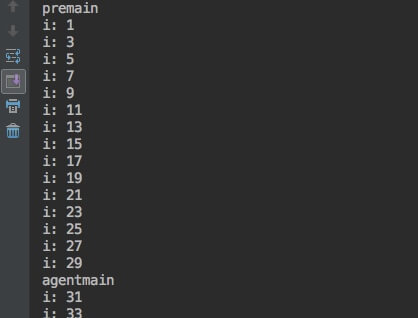 premain
i: 1
i: 3
i: 5
i: 7
i: 9
i: 11
i: 13
i: 15
i: 17
i: 19
i: 21
i: 23
i: 25
i: 27
i: 29
agentmain
i: 31
i: 33